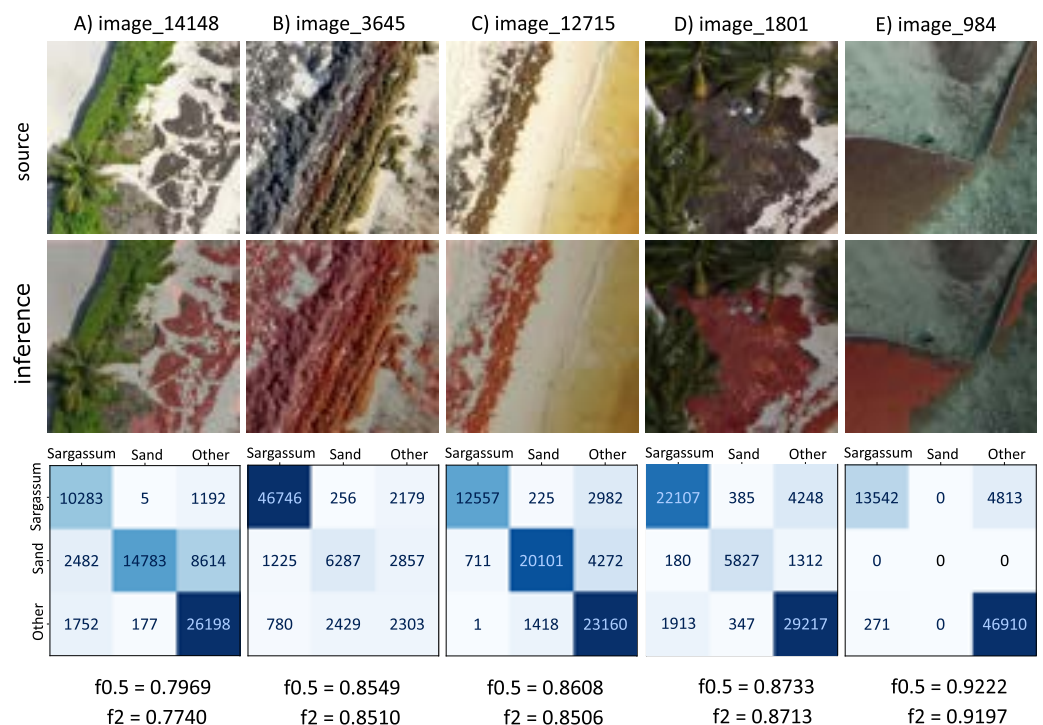 A) image_14148 B) image_3645 C) image_12715 D) image_1801 E) image_984
source
inference
Sargassum Sand Other Sargassum Sand Other Sargassum Sand Other Sargassum Sand Other Sargassum Sand Other
Sargassum 10283 5 1192 46746 256 2179 12557 225 2982 22107 385 4248 13542 0 4813
Sand 2482 14783 8614 1225 6287 2857 711 20101 4272 180 5827 1312 0 0 0
Other 1752 177 26198 780 2429 2303 1 1418 23160 1913 347 29217 271 0 46910
f0.5 = 0.7969 f0.5 = 0.8549 f0.5 = 0.8608 f0.5 = 0.8733 f0.5 = 0.9222
f2 = 0.7740 f2 = 0.8510 f2 = 0.8506 f2 = 0.8713 f2 = 0.9197